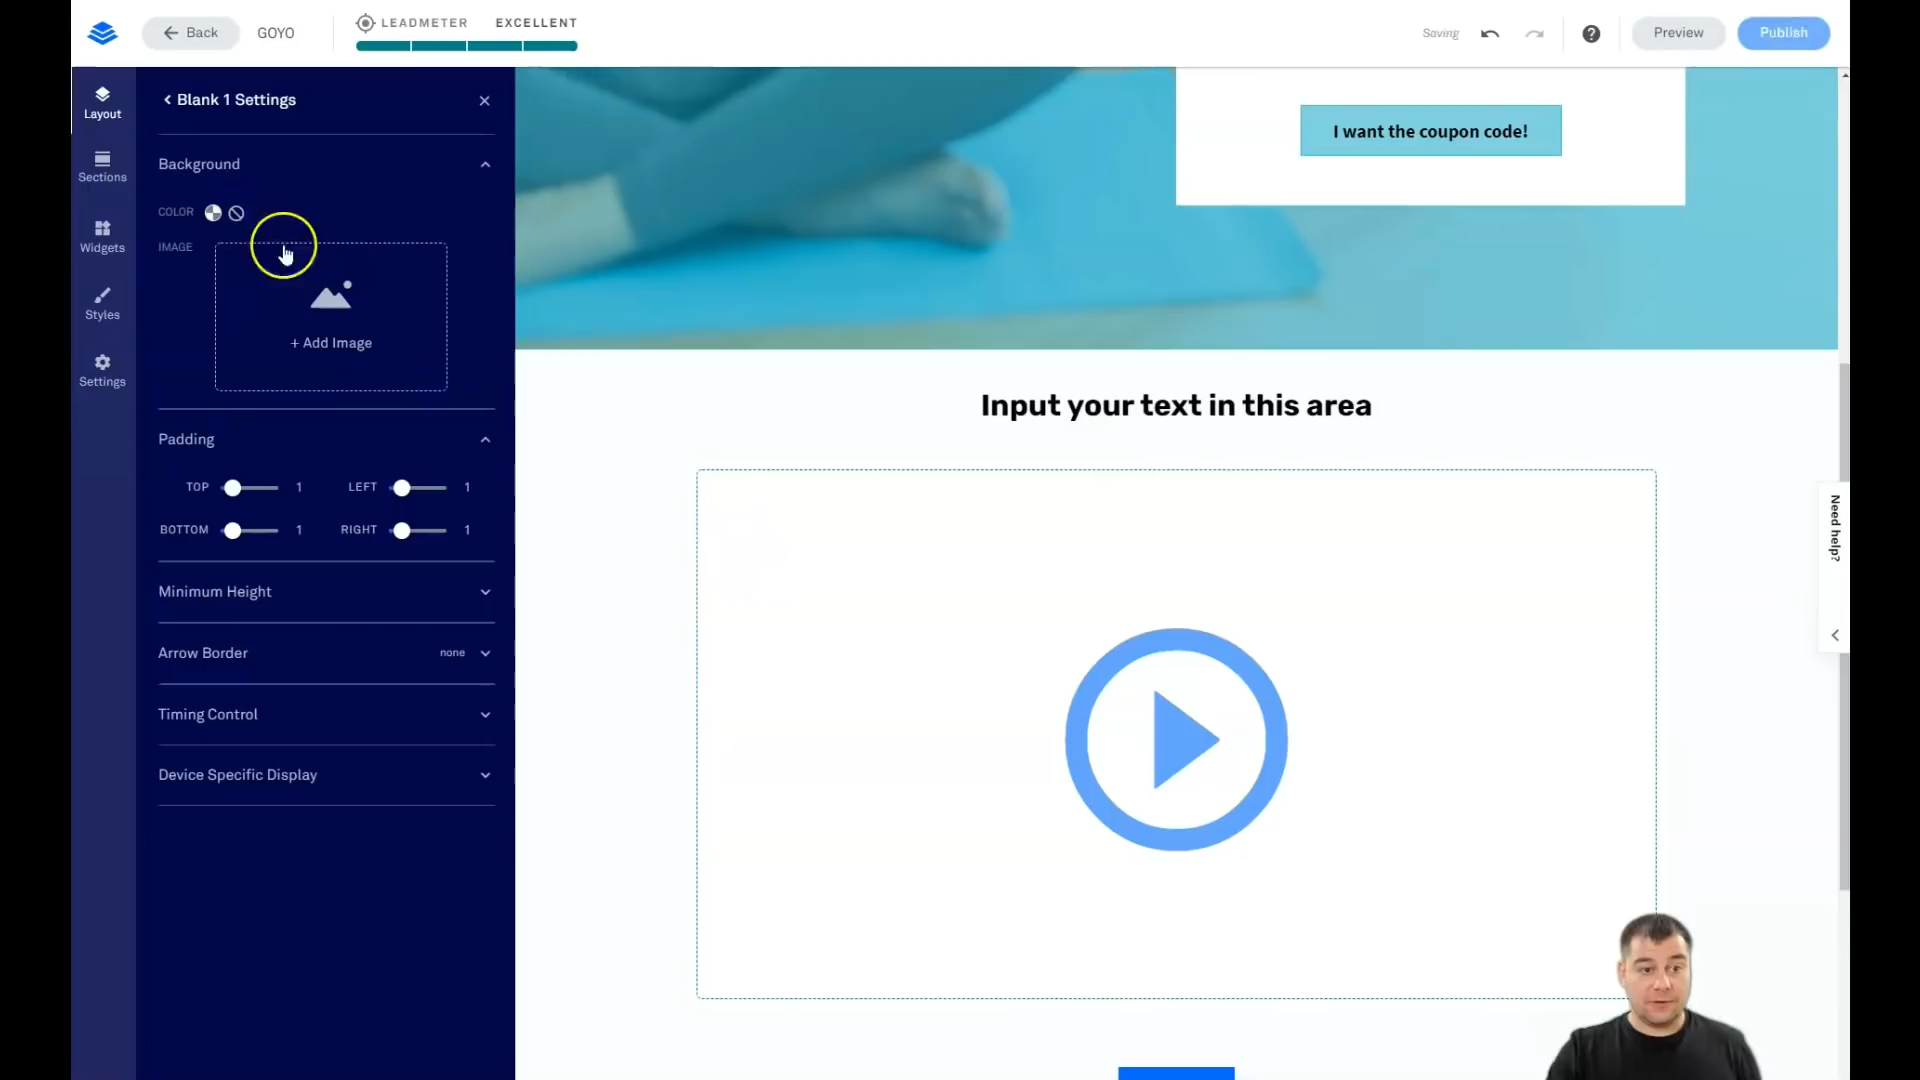 Back
GOYO
LEADMETER EXCELLENT
Saving
Preview
Publish
Layout
Sections
Widgets
Styles
Settings
Blank 1 Settings
Background
COLOR
IMAGE
+ Add Image
Padding
TOP 1 LEFT 1
BOTTOM 1 RIGHT 1
Minimum Height
Arrow Border none
Timing Control
Device Specific Display
I want the coupon code!
Input your text in this area
Need help?